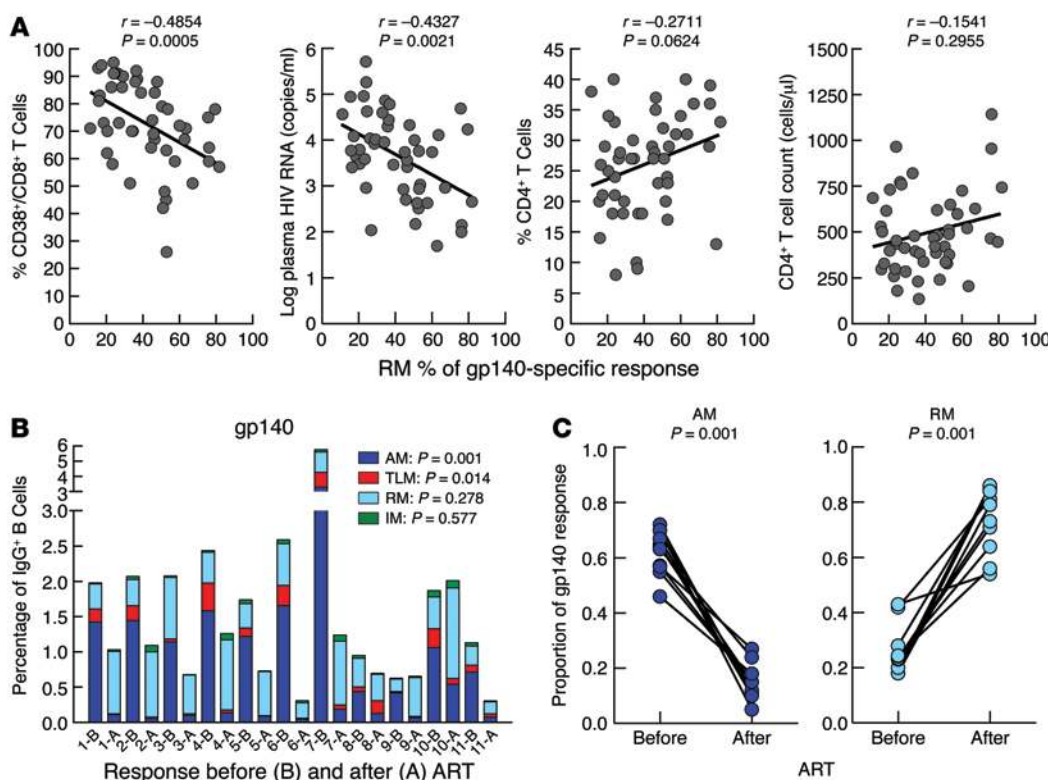 A
r = –0.4854
P = 0.0005
r = –0.4327
P = 0.0021
r = –0.2711
P = 0.0624
r = –0.1541
P = 0.2955
% CD38⁺/CD8⁺ T Cells
100
90
80
70
60
50
40
30
20
10
0
0 20 40 60 80 100
Log plasma HIV RNA (copies/ml)
6
5
4
3
2
1
0
0 20 40 60 80 100
% CD4⁺ T Cells
45
40
35
30
25
20
15
10
5
0
0 20 40 60 80 100
CD4⁺ T cell count (cells/µl)
1500
1250
1000
750
500
250
0
0 20 40 60 80 100
RM % of gp140-specific response
B
gp140
Percentage of IgG⁺ B Cells
6
5
4
3
3.0
2.5
2.0
1.5
1.0
0.5
0.0
AM: P = 0.001
TLM: P = 0.014
RM: P = 0.278
IM: P = 0.577
1-B 1-A 2-B 2-A 3-B 3-A 4-B 4-A 5-B 5-A 6-B 6-A 7-B 7-A 8-B 8-A 9-B 9-A 10-B 10-A 11-B 11-A
Response before (B) and after (A) ART
C
AM
P = 0.001
RM
P = 0.001
Proportion of gp140 response
1.0
0.8
0.6
0.4
0.2
0.0
Before After
1.0
0.8
0.6
0.4
0.2
0.0
Before After
ART